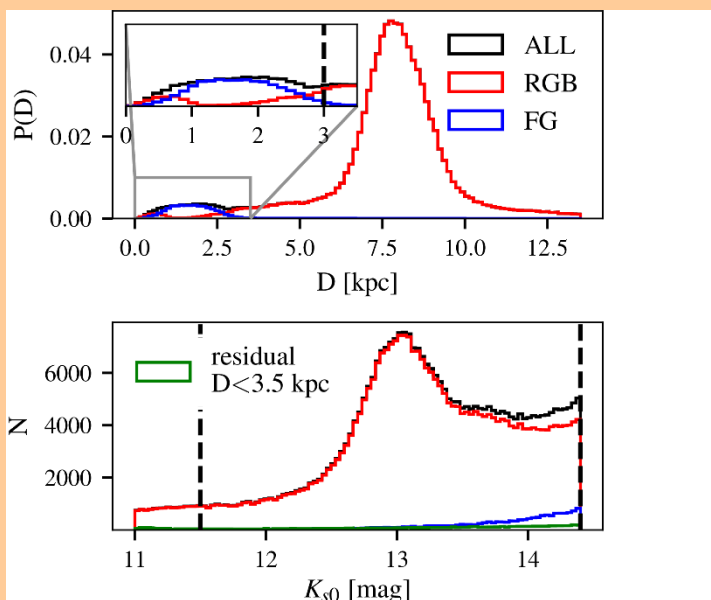 0.04
0.02
0.00
P(D)
0 1 2 3
ALL
RGB
FG
0.0 2.5 5.0 7.5 10.0 12.5
D [kpc]
6000
4000
2000
N
residual
D<3.5 kpc
11 12 13 14
K_{s0} [mag]